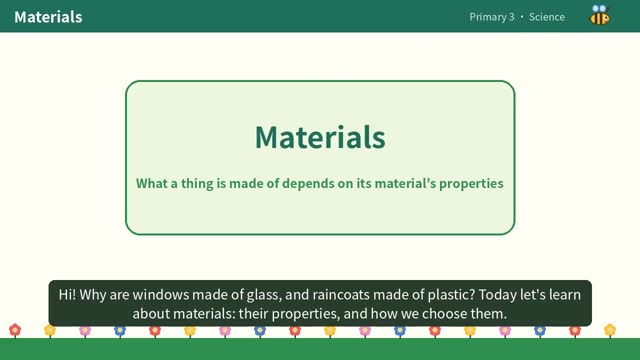 Materials
Primary 3 • Science
Materials
What a thing is made of depends on its material's properties
Hi! Why are windows made of glass, and raincoats made of plastic? Today let's learn
about materials: their properties, and how we choose them.